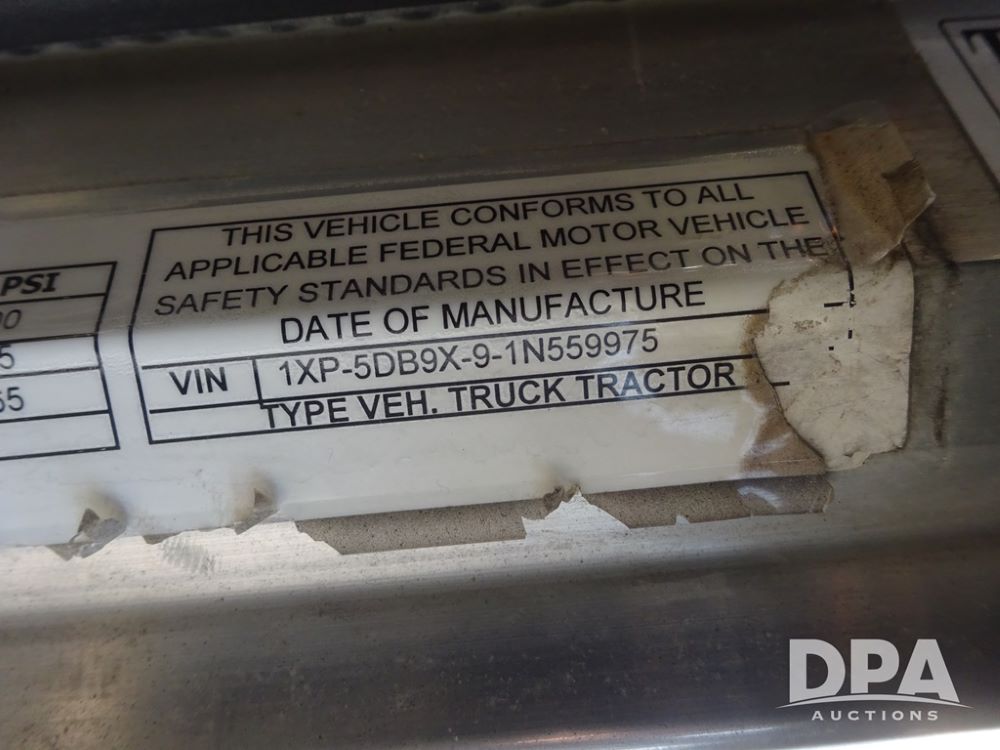 PSI
THIS VEHICLE CONFORMS TO ALL
APPLICABLE FEDERAL MOTOR VEHICLE
SAFETY STANDARDS IN EFFECT ON THE
DATE OF MANUFACTURE
VIN 1XP-5DB9X-9-1N559975
TYPE VEH. TRUCK TRACTOR
DPA
AUCTIONS